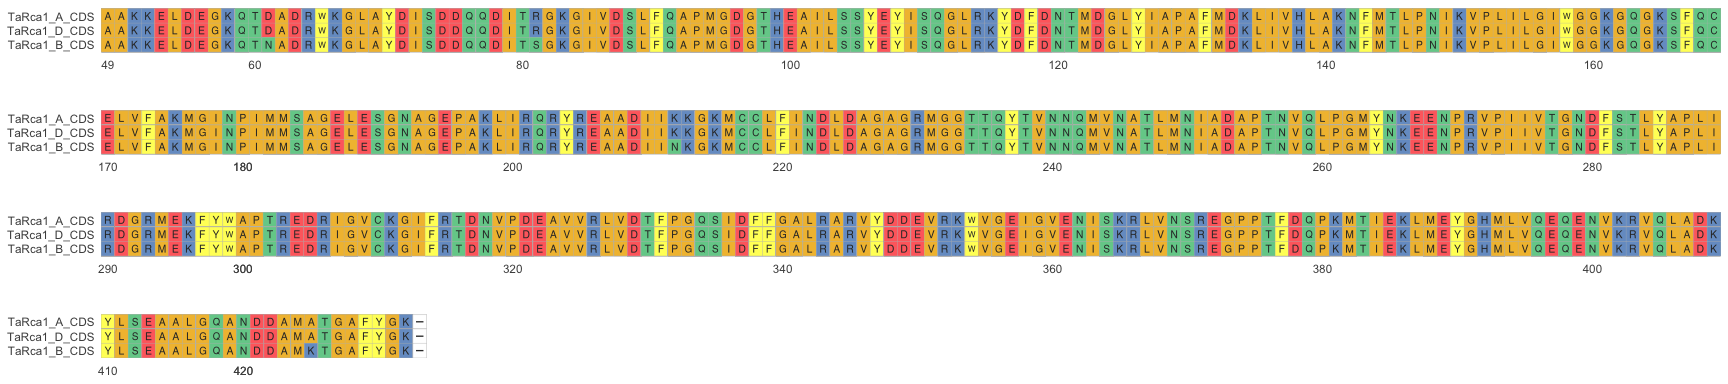 TaRca1_A_CDS AAKKELDEGKQTDADRWKGLAYDISDDQQDITRGKGIVDSLFQAPMGDGTHEAILSSYEYISQGLRKYDFDNTMDGLYIAPAFMDKLIVHLAKNFMTLPNIKVPLILGIWGGKGQGKSFQC
TaRca1_D_CDS AAKKELDEGKQTDADRWKGLAYDISDDQQDITRGKGIVDSLFQAPMGDGTHEAILSSYEYISQGLRKYDFDNTMDGLYIAPAFMDKLIVHLAKNFMTLPNIKVPLILGIWGGKGQGKSFQC
TaRca1_B_CDS AAKKELDEGKQTNADRWKGLAYDISDDQQDITSGKGIVDSLFQAPMGDGTHEAILSSYEYISQGLRKYDFDNTMDGLYIAPAFMDKLIVHLAKNFMTLPNIKVPLILGIWGGKGQGKSFQC
49 60 80 100 120 140 160
TaRca1_A_CDS ELVFAKMGINPIMMSAGELESGNAGEPAKLIRQRYREAADIIKKGKMCCLFINDLDAGAGRMGGTTQYTVNNQMVNATLMNIADAPTNVQLPGMYNKEENPRVPIIVTGNDFSTLYAPLI
TaRca1_D_CDS ELVFAKMGINPIMMSAGELESGNAGEPAKLIRQRYREAADIIKKGKMCCLFINDLDAGAGRMGGTTQYTVNNQMVNATLMNIADAPTNVQLPGMYNKEENPRVPIIVTGNDFSTLYAPLI
TaRca1_B_CDS ELVFAKMGINPIMMSAGELESGNAGEPAKLIRQRYREAADIINKGKMCCLFINDLDAGAGRMGGTTQYTVNNQMVNATLMNIADAPTNVQLPGMYNKEENPRVPIIVTGNDFSTLYAPLI
170 180 200 220 240 260 280
TaRca1_A_CDS RDGRMEKFYWAPTREDRIGVCKGIFRTDNVPDEAVVRLVDTFPGQSIDFFGALRARVYDDEVRKWVGEIGVENISKRLVNSREGPPTFDQPKMTIEKLMEYGHMLVQEQENVKRVQLADK
TaRca1_D_CDS RDGRMEKFYWAPTREDRIGVCKGIFRTDNVPDEAVVRLVDTFPGQSIDFFGALRARVYDDEVRKWVGEIGVENISKRLVNSREGPPTFDQPKMTIEKLMEYGHMLVQEQENVKRVQLADK
TaRca1_B_CDS RDGRMEKFYWAPTREDRIGVCKGIFRTDNVPDEAVVRLVDTFPGQSIDFFGALRARVYDDEVRKWVGEIGVENISKRLVNSREGPPTFDQPKMTIEKLMEYGHMLVQEQENVKRVQLADK
290 300 320 340 360 380 400
TaRca1_A_CDS YLSEAALGQANDDAMATGAFYGK–
TaRca1_D_CDS YLSEAALGQANDDAMATGAFYGK–
TaRca1_B_CDS YLSEAALGQANDDAMKTGAFYGK–
410 420